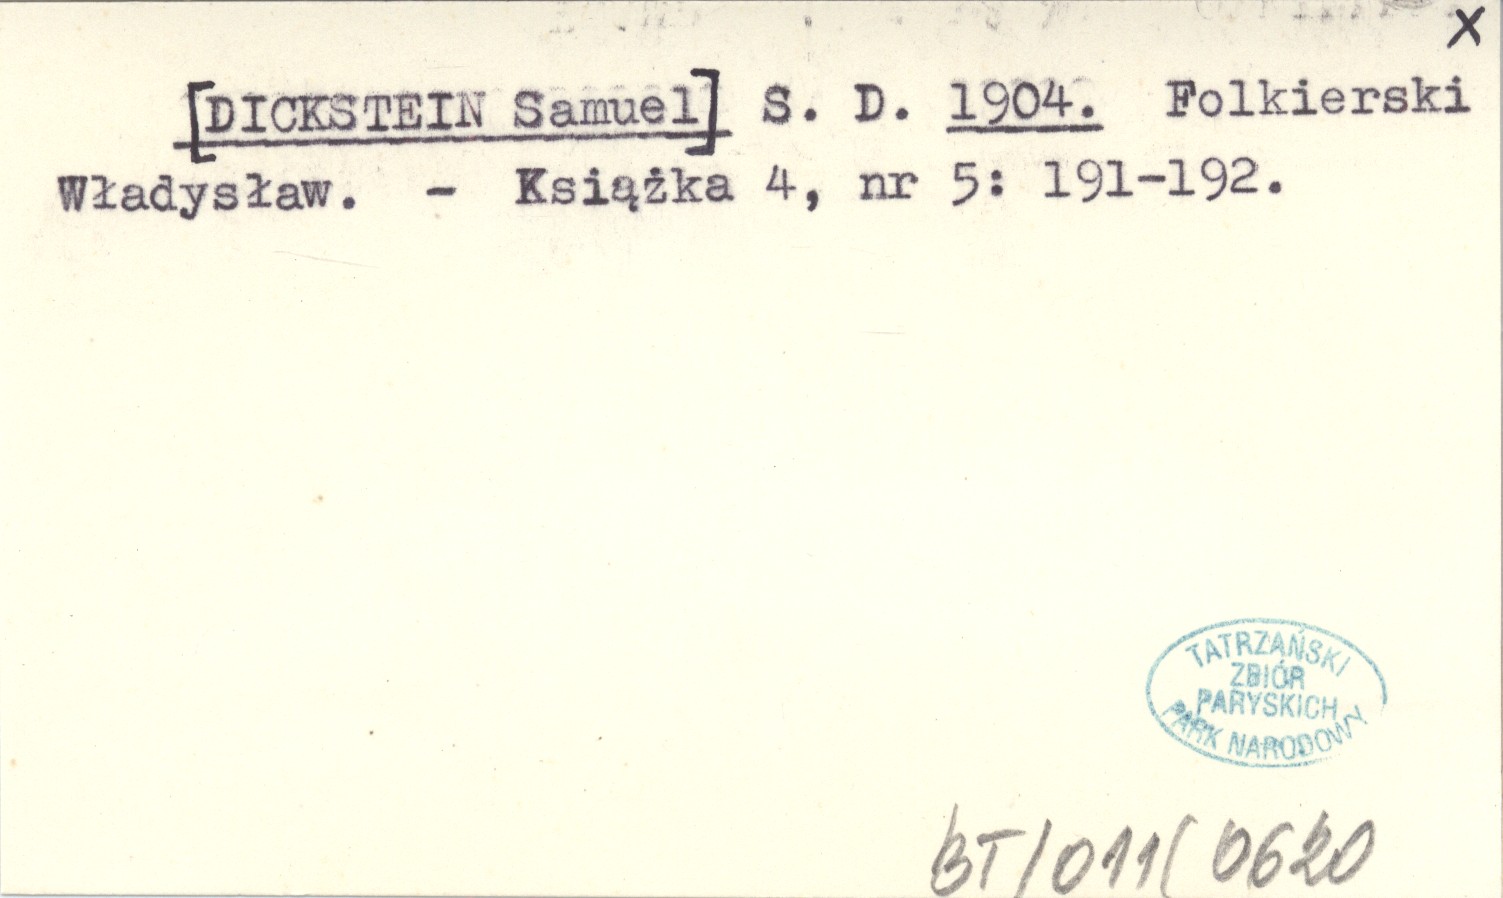 x
[DICKSTEIN Samuel] S. D. 1904. Folkierski
Władysław. - Książka 4, nr 5: 191-192.
TATRZAŃSKI
ZBIÓR
PARYSKICH
PARK NARODOWY
BT/011/0620